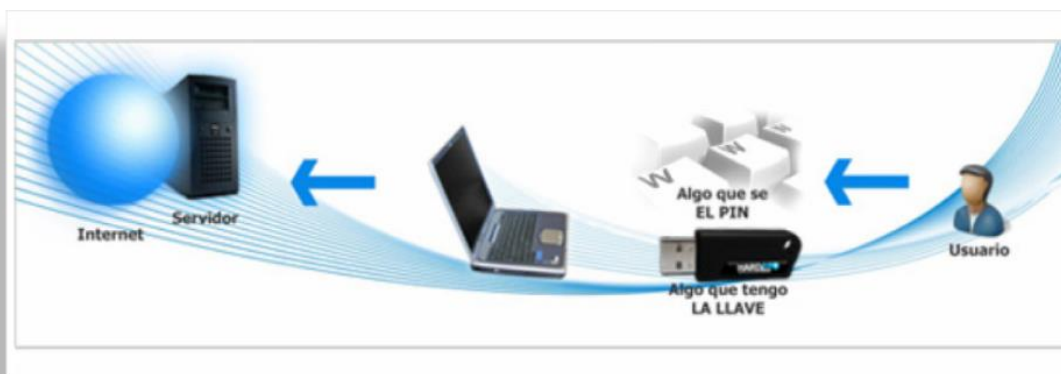 Internet
Servidor
W
W
W
Algo que se
EL PIN
Algo que tengo
LA LLAVE
Usuario